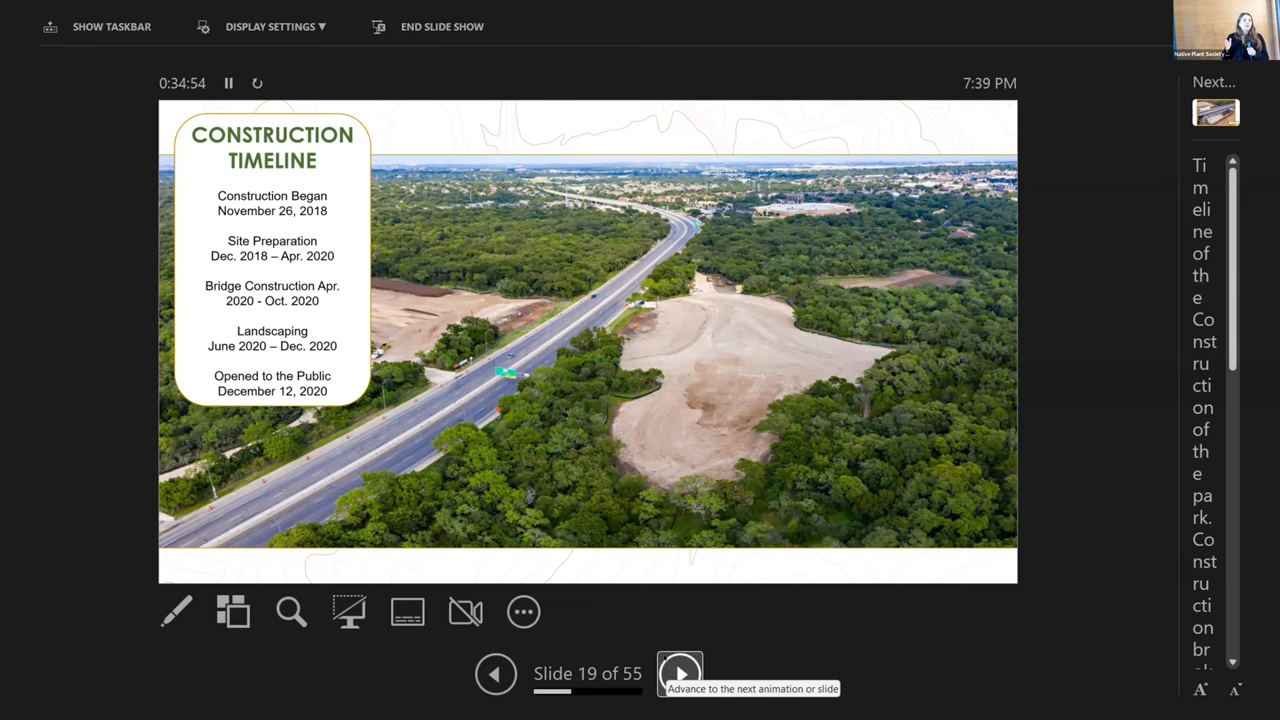 SHOW TASKBAR
DISPLAY SETTINGS ▼
END SLIDE SHOW
Native Plant Society
0:34:54
7:39 PM
Next...
CONSTRUCTION
TIMELINE
Construction Began
November 26, 2018
Site Preparation
Dec. 2018 – Apr. 2020
Bridge Construction Apr.
2020 - Oct. 2020
Landscaping
June 2020 – Dec. 2020
Opened to the Public
December 12, 2020
Ti
m
eli
ne
of
th
e
Co
nst
ru
cti
on
of
th
e
pa
rk.
Co
nst
ru
cti
on
br
Slide 19 of 55
Advance to the next animation or slide
A
A